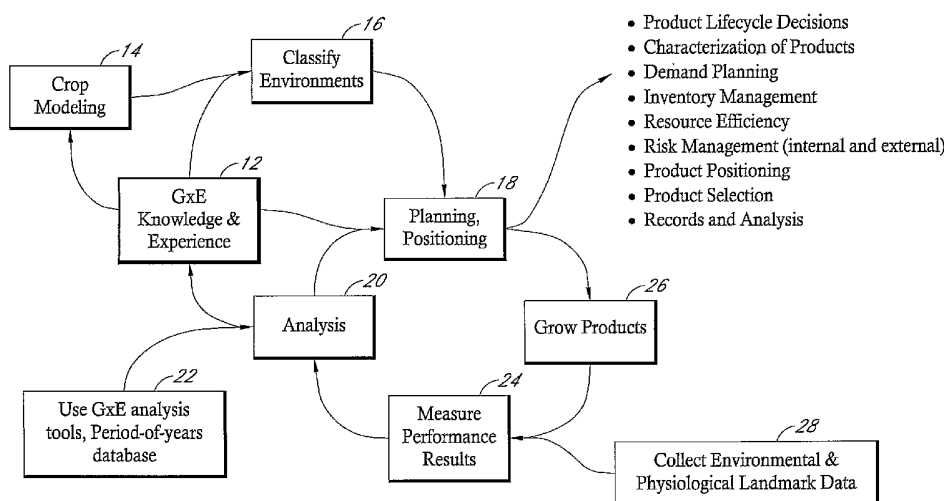 16
Classify
Environments
14
Crop
Modeling
12
GxE
Knowledge &
Experience
18
Planning,
Positioning
• Product Lifecycle Decisions
• Characterization of Products
• Demand Planning
• Inventory Management
• Resource Efficiency
• Risk Management (internal and external)
• Product Positioning
• Product Selection
• Records and Analysis
20
Analysis
26
Grow Products
22
Use GxE analysis
tools, Period-of-years
database
24
Measure
Performance
Results
28
Collect Environmental &
Physiological Landmark Data